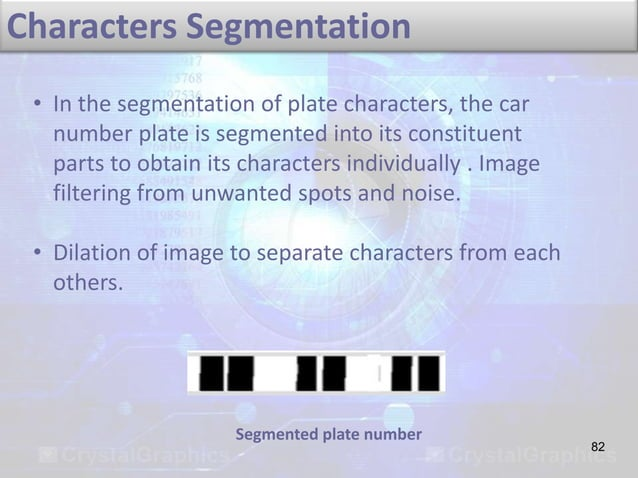 Characters Segmentation
• In the segmentation of plate characters, the car
number plate is segmented into its constituent
parts to obtain its characters individually . Image
filtering from unwanted spots and noise.
• Dilation of image to separate characters from each
others.
Segmented plate number
82
CrystalGraphics
CrystalGraphics